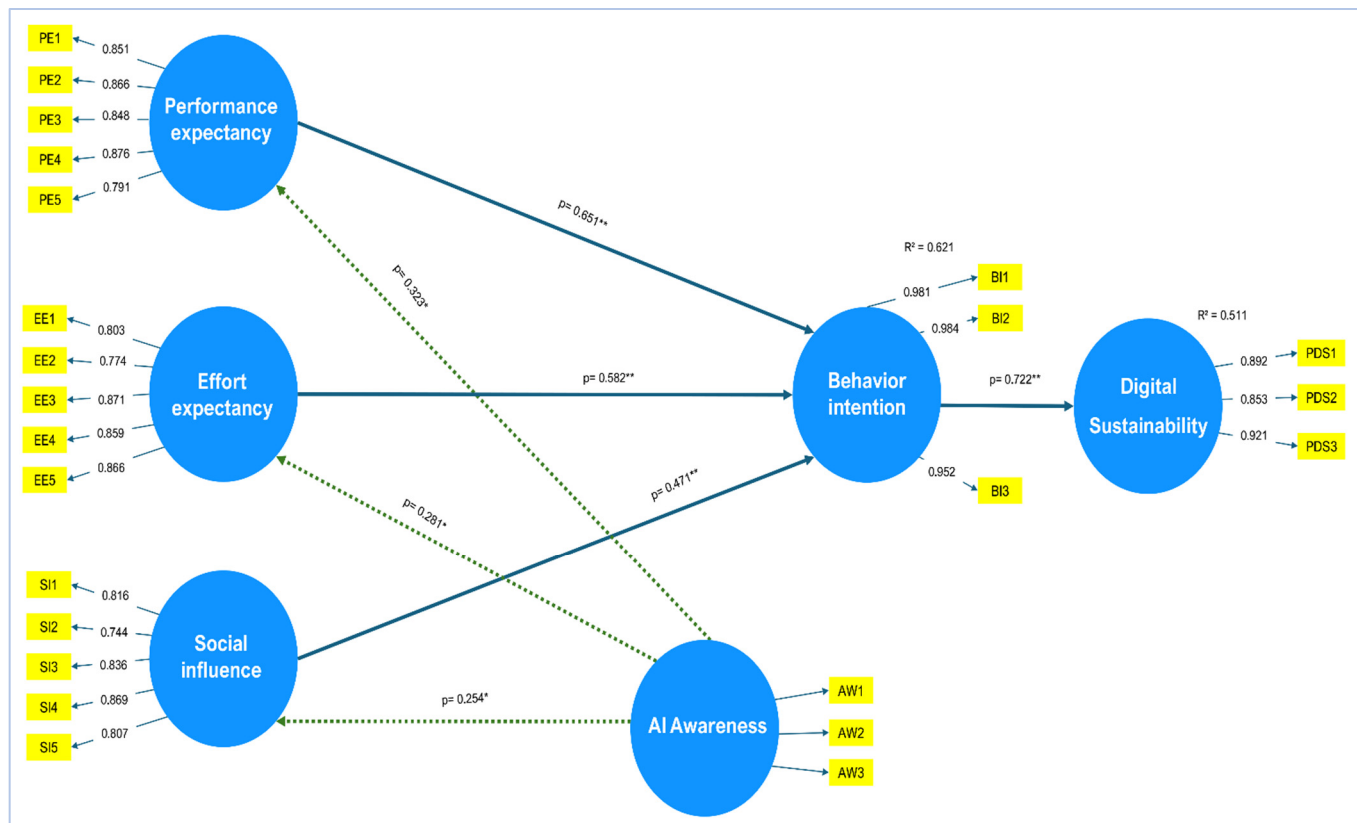 PE1
0.851
PE2
0.866
PE3
0.848
PE4
0.876
PE5
0.791
Performance
expectancy
p= 0.651**
p= 0.323*
EE1
0.803
EE2
0.774
EE3
0.871
EE4
0.859
EE5
0.866
Effort
expectancy
p= 0.582**
p= 0.281*
R² = 0.621
BI1
0.981
BI2
0.984
Behavior
intention
0.952
BI3
p= 0.722**
R² = 0.511
Digital
Sustainability
0.892
PDS1
0.853
PDS2
0.921
PDS3
p= 0.471**
SI1
0.816
SI2
0.744
SI3
0.836
SI4
0.869
SI5
0.807
Social
influence
p= 0.254*
AI Awareness
AW1
AW2
AW3